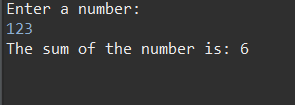 Enter a number:
123
The sum of the number is: 6